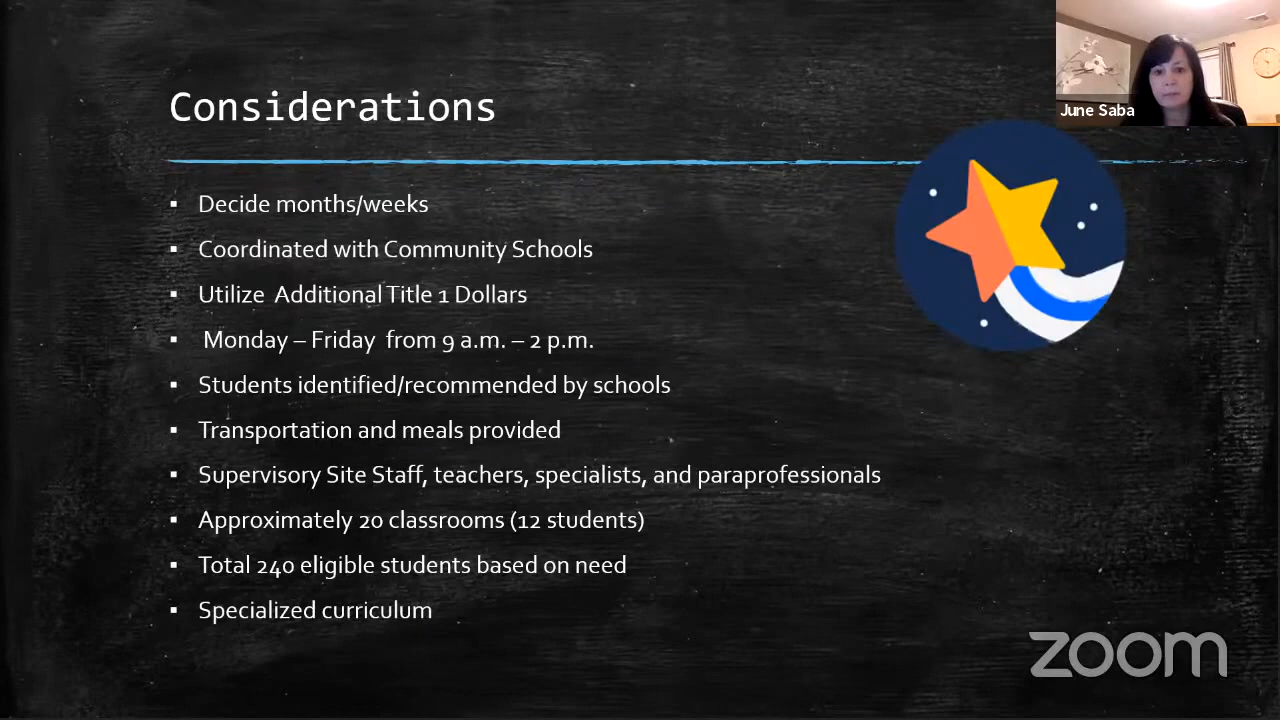 June Saba
Considerations
Decide months/weeks
Coordinated with Community Schools
Utilize Additional Title 1 Dollars
Monday – Friday from 9 a.m. – 2 p.m.
Students identified/recommended by schools
Transportation and meals provided
Supervisory Site Staff, teachers, specialists, and paraprofessionals
Approximately 20 classrooms (12 students)
Total 240 eligible students based on need
Specialized curriculum
zoom